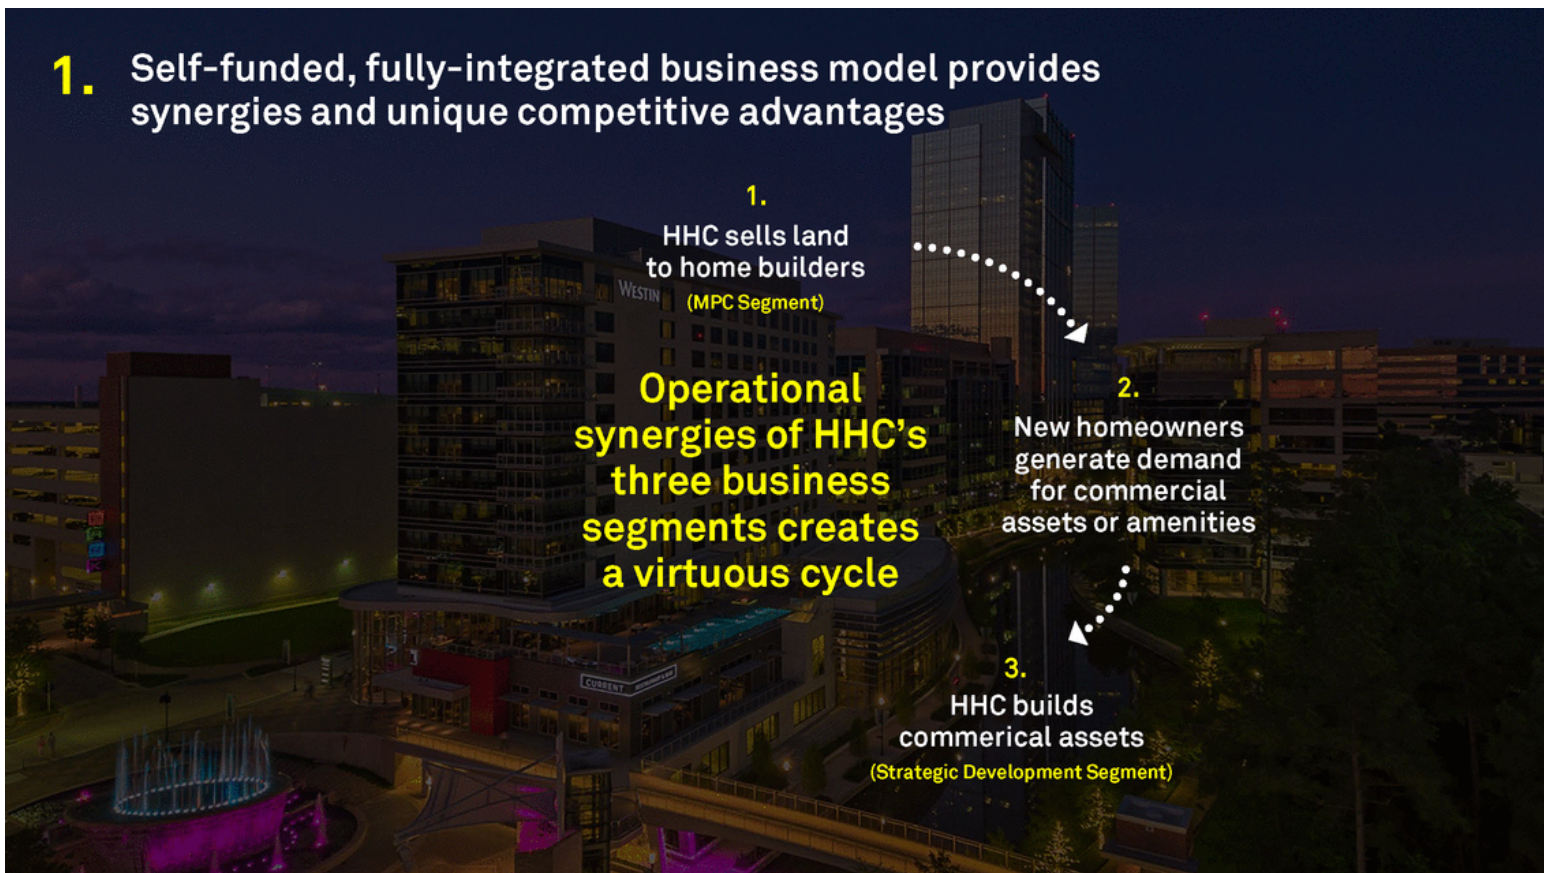 1.
Self-funded, fully-integrated business model provides
synergies and unique competitive advantages
1.
HHC sells land
to home builders
(MPC Segment)
WESTIN
Operational
synergies of HHC's
three business
segments creates
a virtuous cycle
2.
New homeowners
generate demand
for commercial
assets or amenities
3.
HHC builds
commerical assets
(Strategic Development Segment)
CURRENT